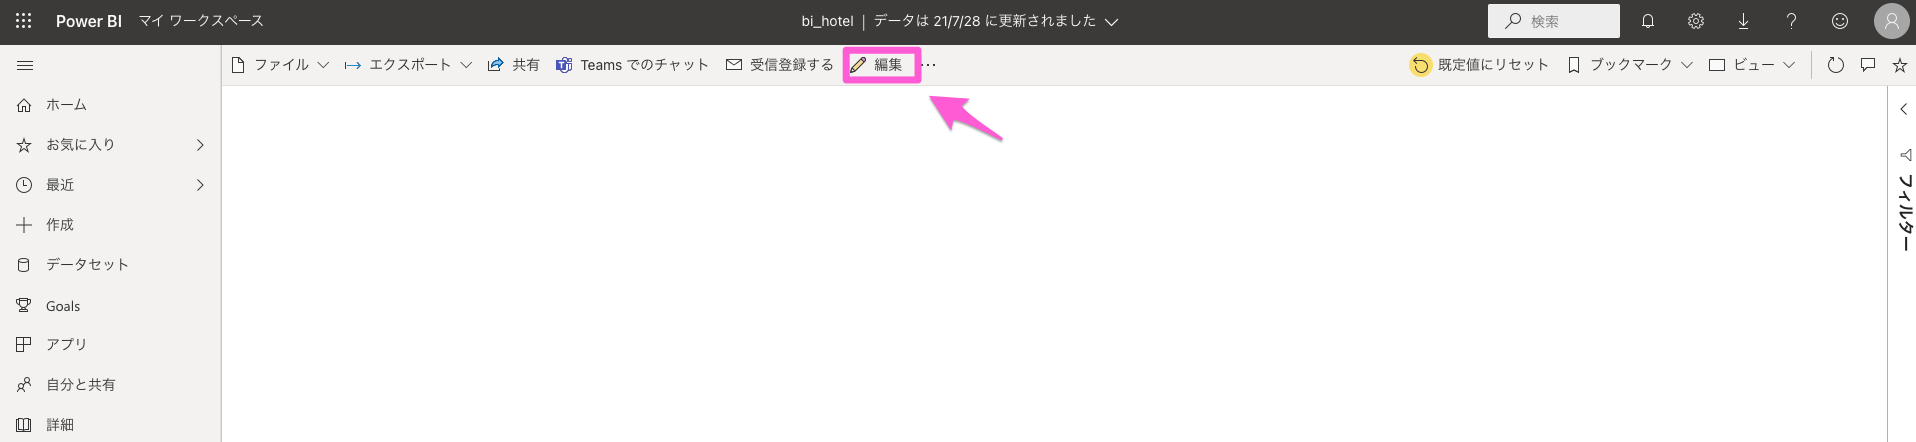 Power BI マイ ワークスペース bi_hotel | データは 21/7/28 に更新されました 検索
ファイル エクスポート 共有 Teams でのチャット 受信登録する 編集 ... 既定値にリセット ブックマーク ビュー
ホーム
お気に入り
最近
作成
データセット
Goals
アプリ
自分と共有
詳細
フィルター